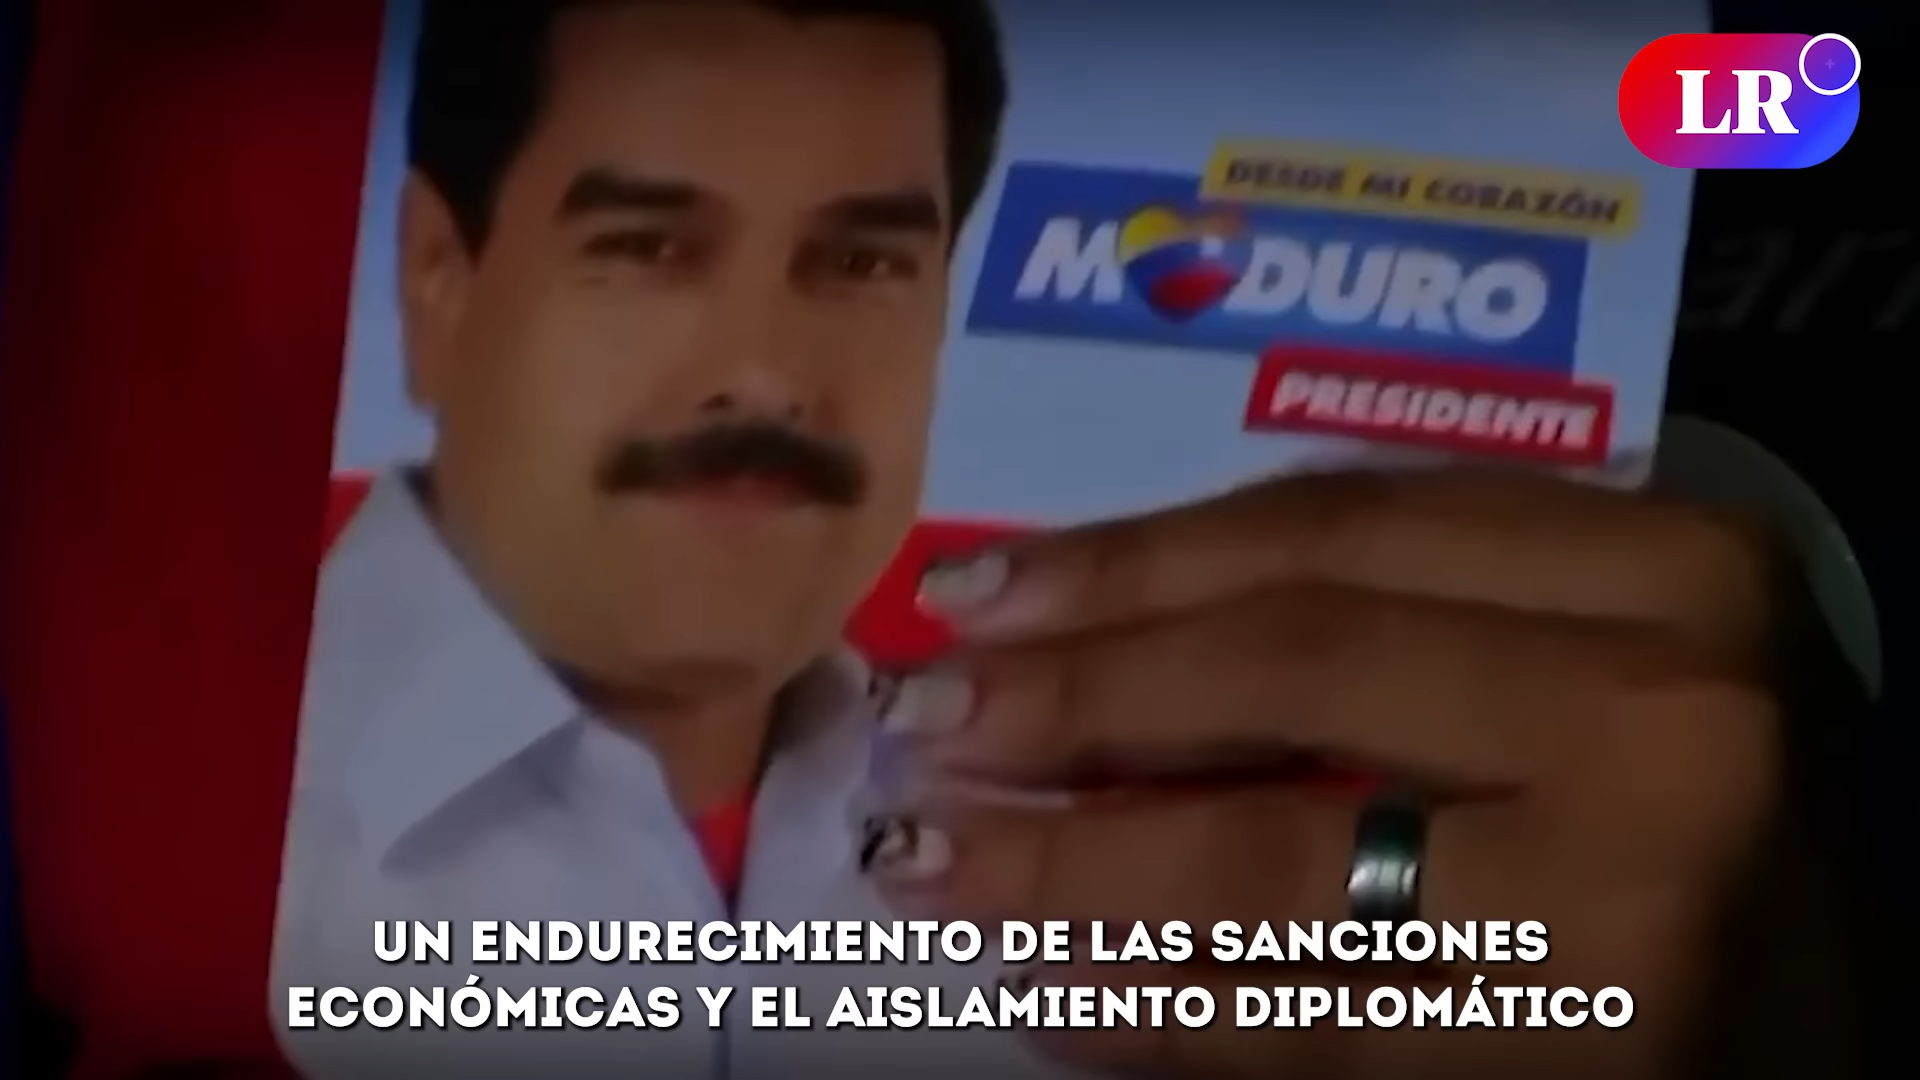 LR
DESDE MI CORAZÓN
MADURO
PRESIDENTE
UN ENDURECIMIENTO DE LAS SANCIONES
ECONÓMICAS Y EL AISLAMIENTO DIPLOMÁTICO